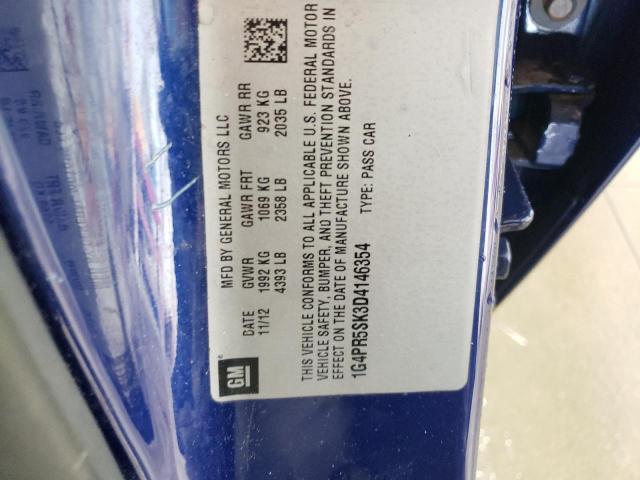 GM
MFD BY GENERAL MOTORS LLC
DATE GVWR GAWR FRT GAWR RR
11/12 1992 KG 1069 KG 923 KG
4393 LB 2358 LB 2035 LB
THIS VEHICLE CONFORMS TO ALL APPLICABLE U.S. FEDERAL MOTOR
VEHICLE SAFETY, BUMPER, AND THEFT PREVENTION STANDARDS IN
EFFECT ON THE DATE OF MANUFACTURE SHOWN ABOVE.
1G4PR5SK3D4146354 TYPE: PASS CAR